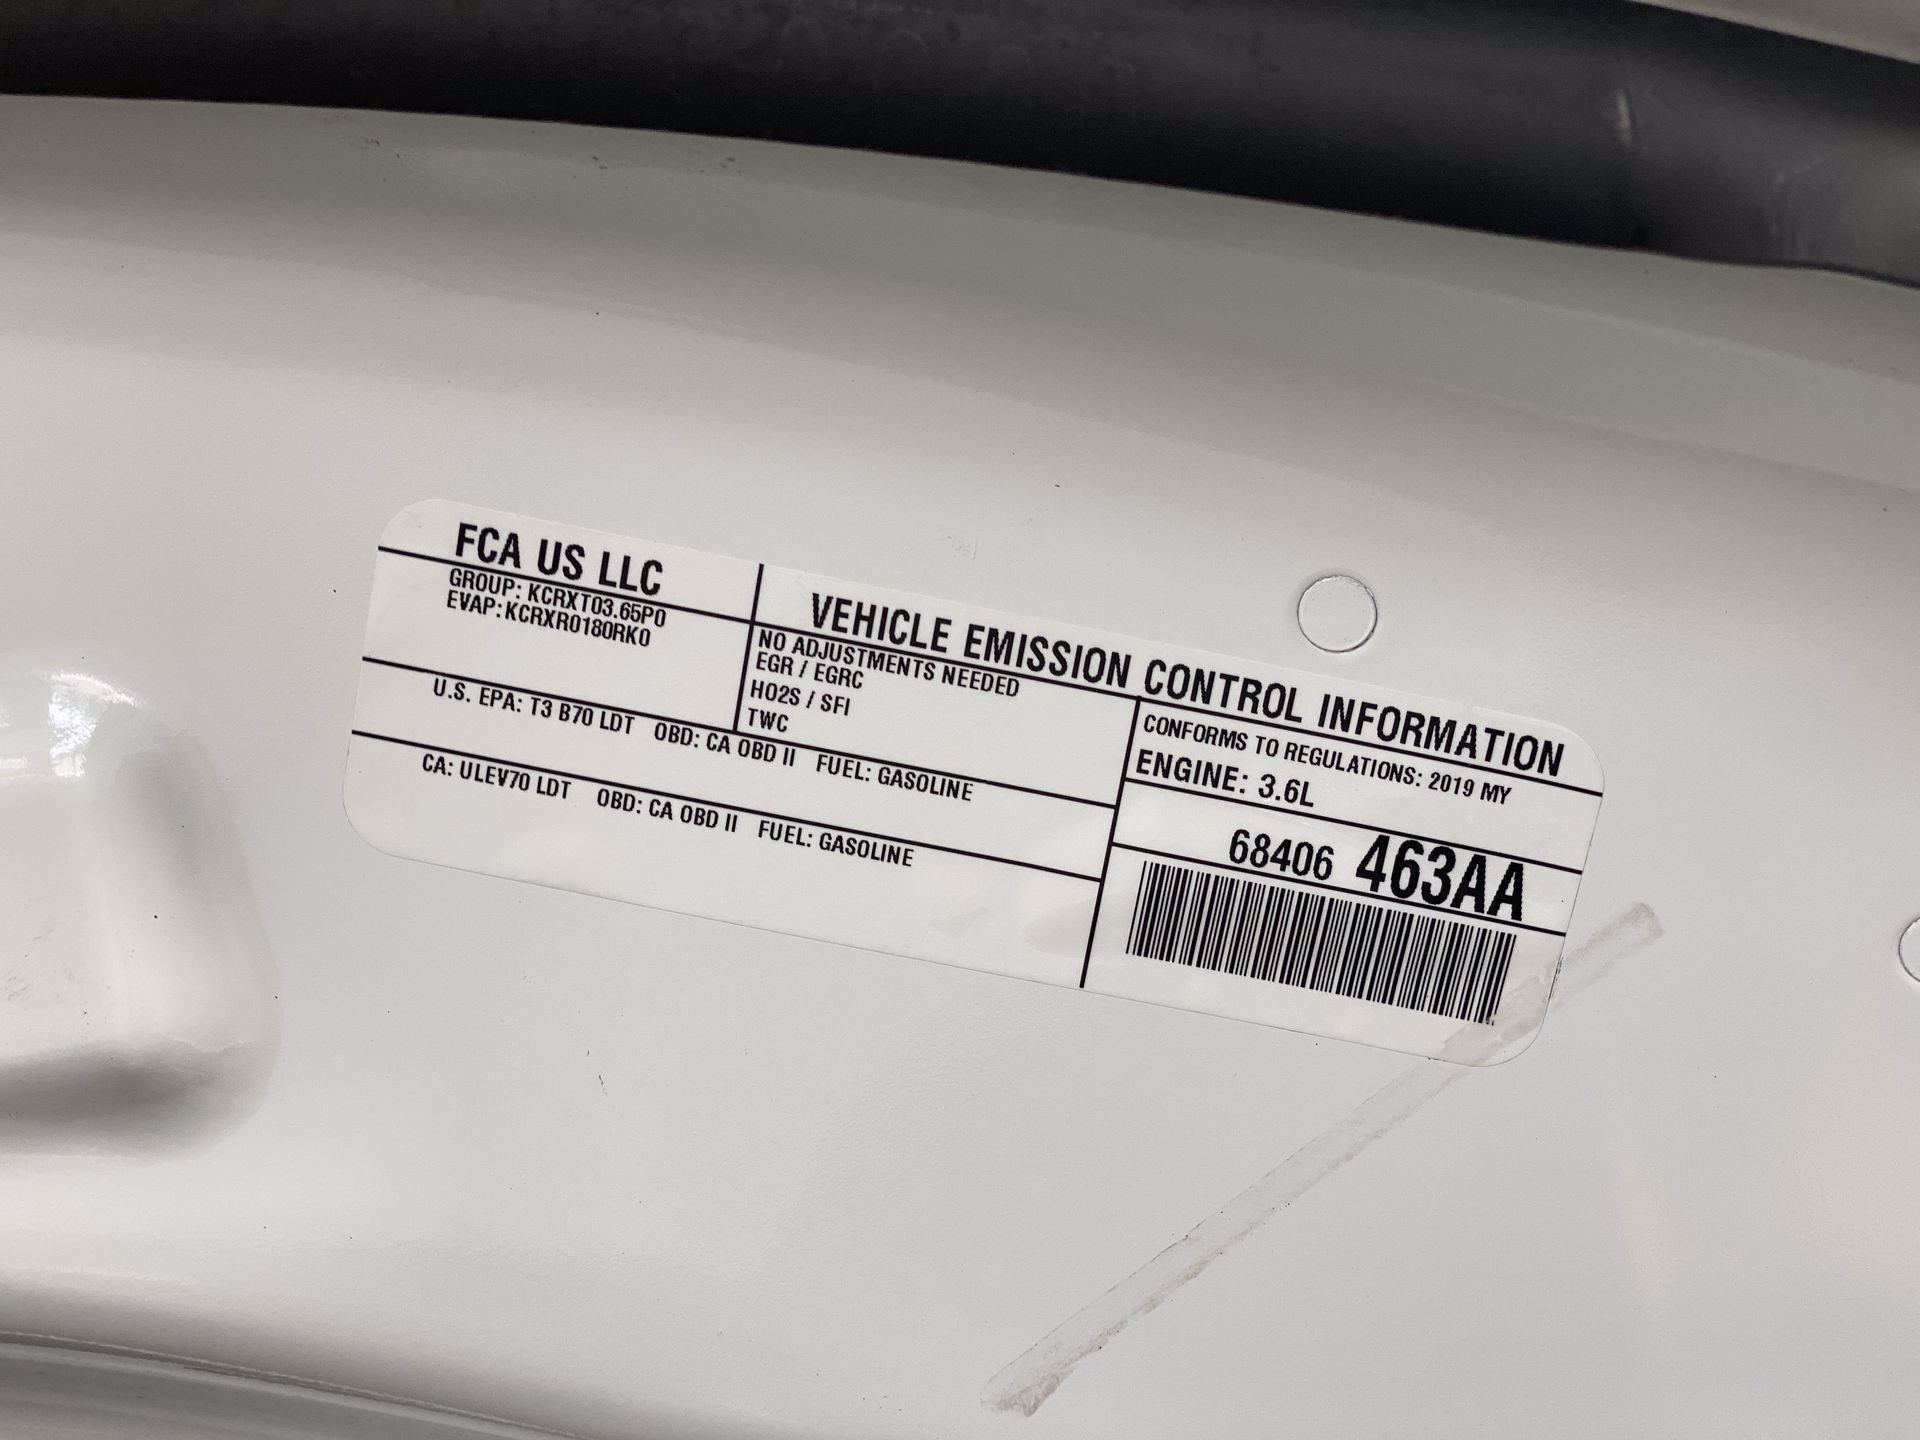 FCA US LLC
GROUP: KCRXT03.65P0
EVAP: KCRXR0180RK0
VEHICLE EMISSION CONTROL INFORMATION
NO ADJUSTMENTS NEEDED
EGR / EGRC
HO2S / SFI
TWC
CONFORMS TO REGULATIONS: 2019 MY
ENGINE: 3.6L
U.S. EPA: T3 B70 LDT OBD: CA OBD II FUEL: GASOLINE
CA: ULEV70 LDT OBD: CA OBD II FUEL: GASOLINE
68406 463AA